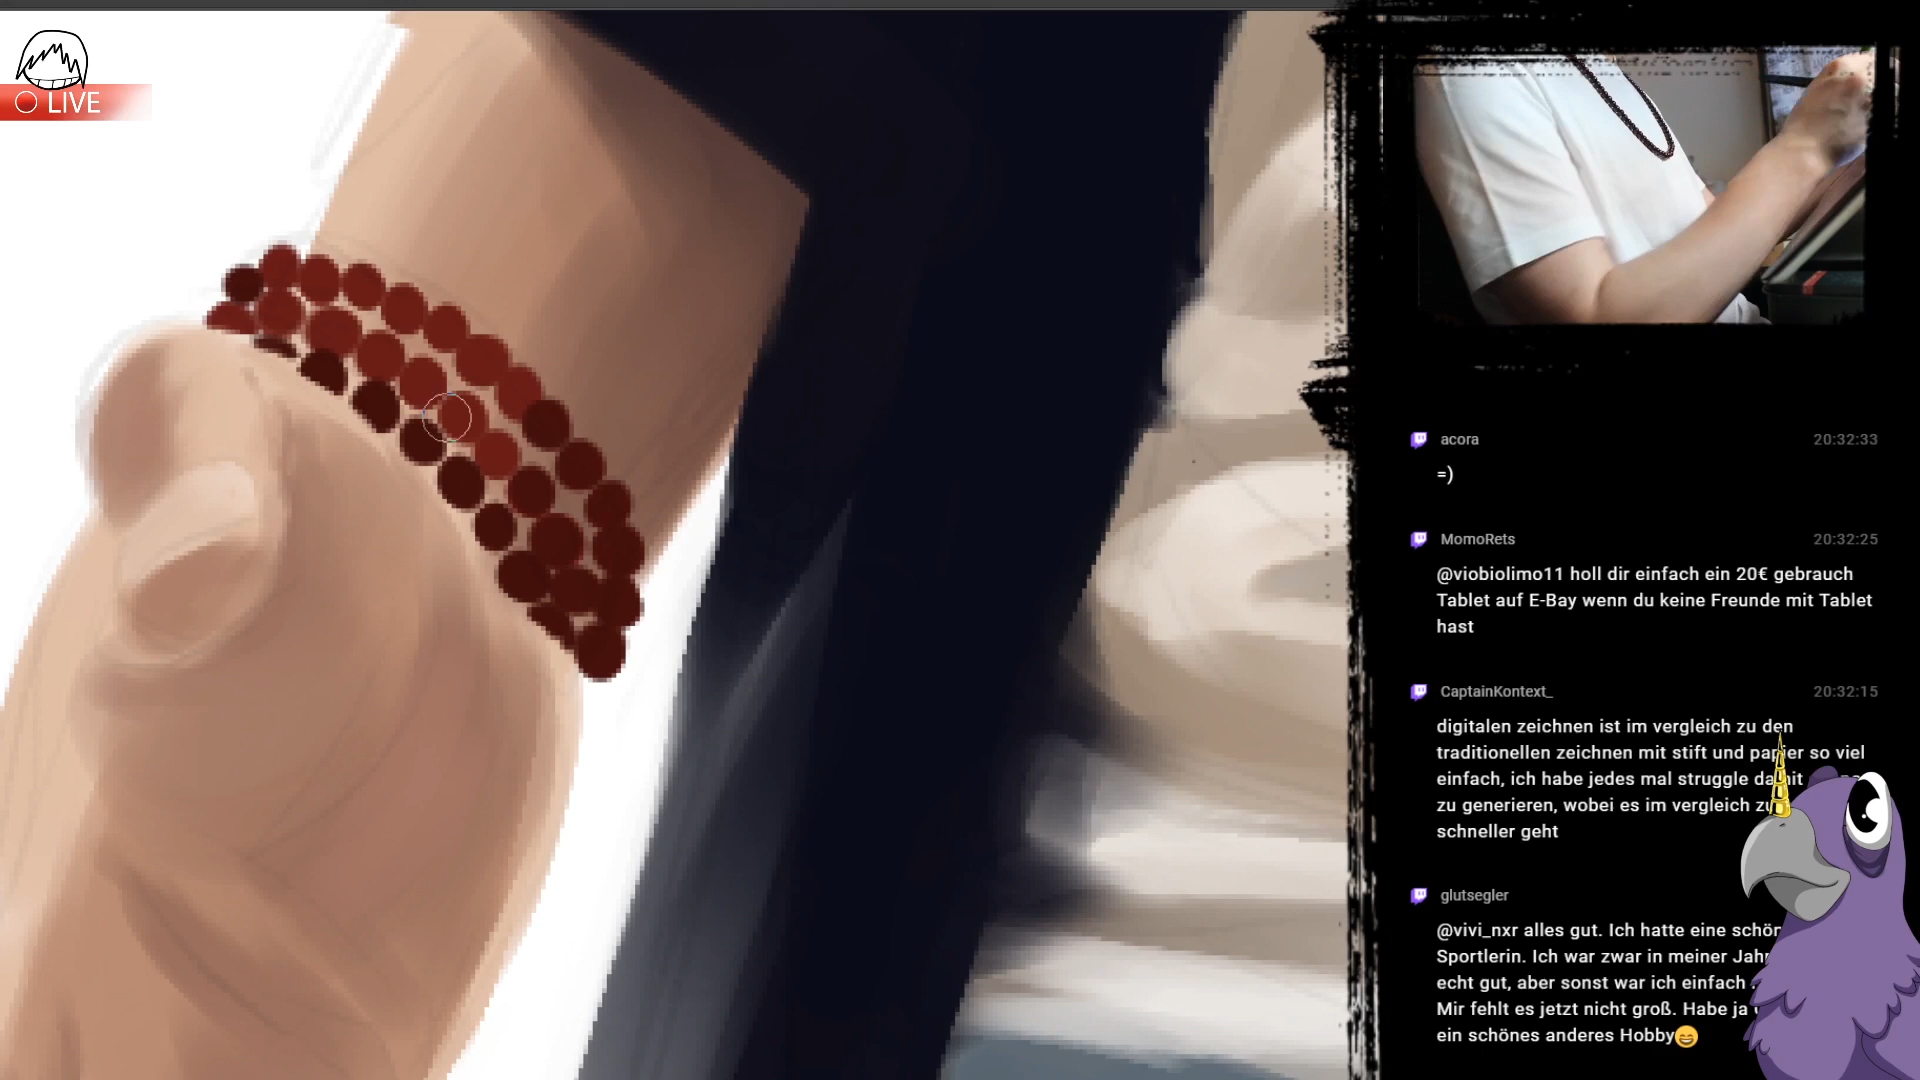 LIVE
acora 20:32:33
=)
MomoRets 20:32:25
@viobiolimo11 holl dir einfach ein 20€ gebrauch
Tablet auf E-Bay wenn du keine Freunde mit Tablet
hast
CaptainKontext_ 20:32:15
digitalen zeichnen ist im vergleich zu den
traditionellen zeichnen mit stift und papier so viel
einfach, ich habe jedes mal struggle damit
zu generieren, wobei es im vergleich
schneller geht
glutsegler
@vivi_nxr alles gut. Ich hatte eine
Sportlerin. Ich war zwar in meiner
echt gut, aber sonst war ich einfach
Mir fehlt es jetzt nicht groß. Habe ja
ein schönes anderes Hobby😄